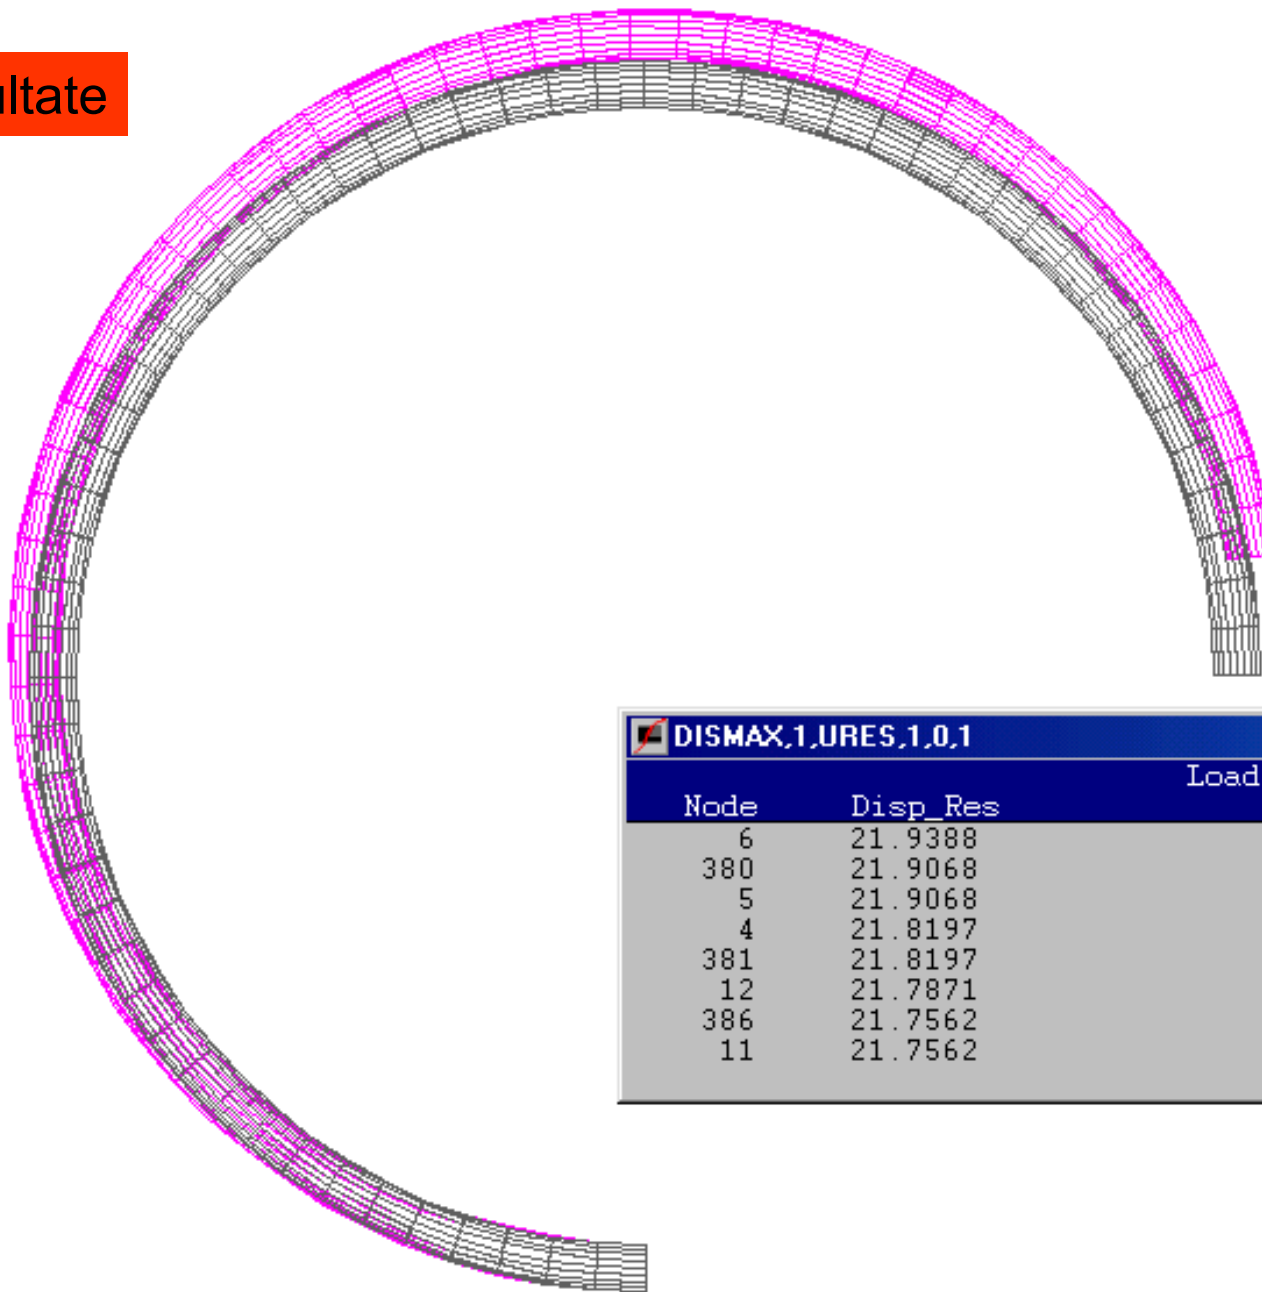 ultate
DISMAX,1,URES,1,0,1
Load
Node Disp_Res
6 21.9388
380 21.9068
5 21.9068
4 21.8197
381 21.8197
12 21.7871
386 21.7562
11 21.7562